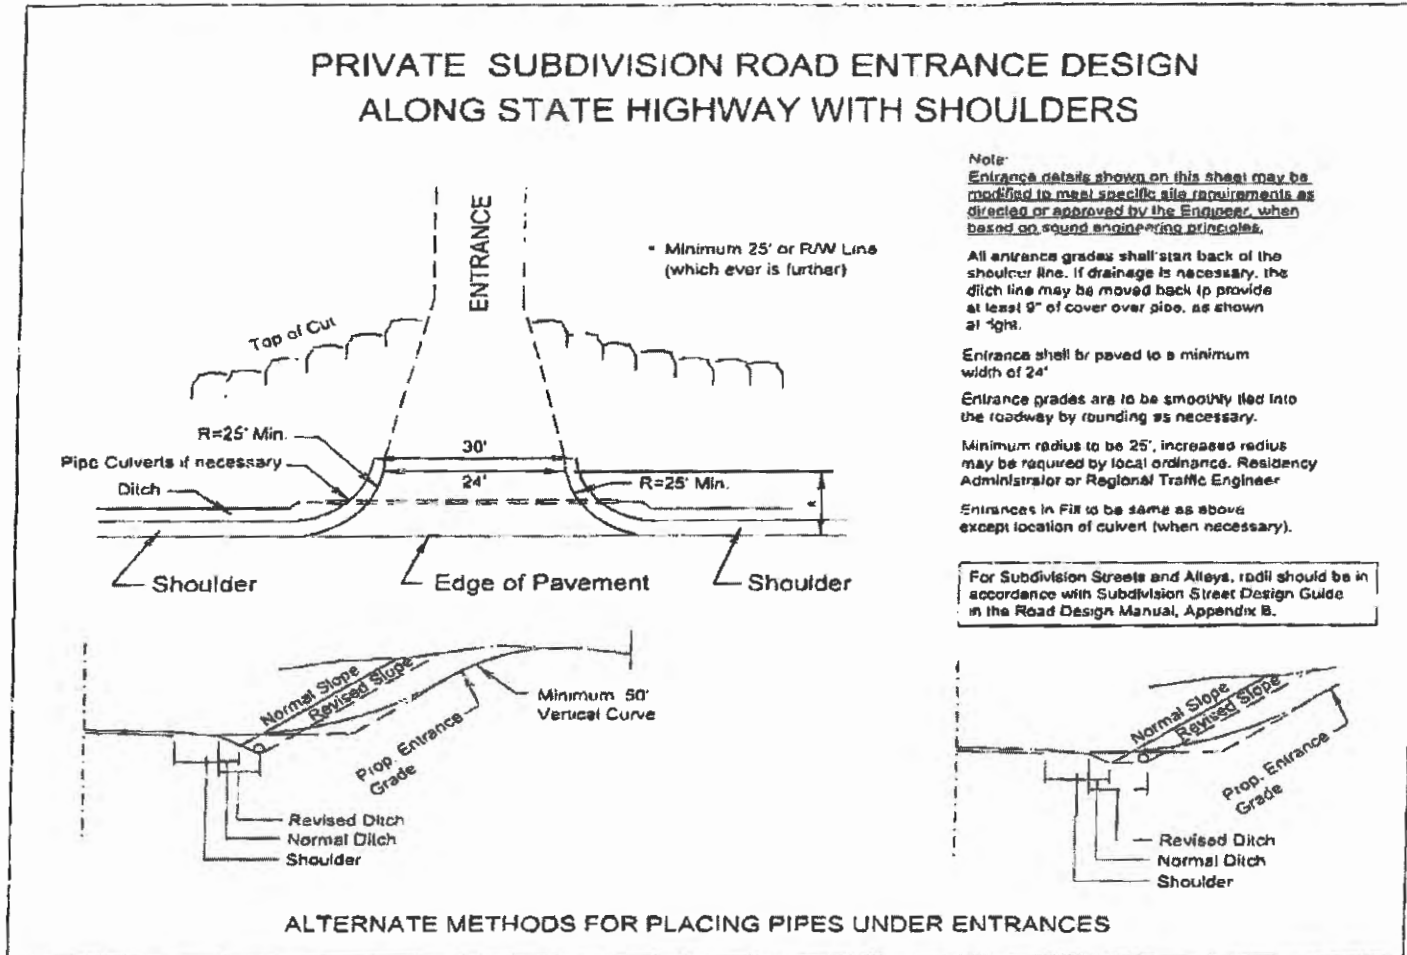 PRIVATE SUBDIVISION ROAD ENTRANCE DESIGN
ALONG STATE HIGHWAY WITH SHOULDERS
Note:
Entrance details shown on this sheet may be
modified to meet specific site requirements as
directed or approved by the Engineer, when
based on sound engineering principles.
All entrance grades shall start back of the
shoulder line. If drainage is necessary, the
ditch line may be moved back to provide
at least 9" of cover over pipe, as shown
at right.
Entrance shall br paved to a minimum
width of 24'
Entrance grades are to be smoothly tied into
the roadway by rounding as necessary.
Minimum radius to be 25', increased radius
may be required by local ordinance. Residency
Administrator or Regional Traffic Engineer
Entrances in Fill to be same as above
except location of culvert (when necessary).
For Subdivision Streets and Alleys, radii should be in
accordance with Subdivision Street Design Guide
in the Road Design Manual, Appendix B.
ENTRANCE
* Minimum 25' or R/W Line
(which ever is further)
Top of Cut
R=25' Min.
30'
Pipe Culverts if necessary
24'
R=25' Min.
Ditch
*
Shoulder
Edge of Pavement
Shoulder
Normal Slope
Revised Slope
Minimum 50'
Vertical Curve
Prop. Entrance
Grade
Revised Ditch
Normal Ditch
Shoulder
Normal Slope
Revised Slope
Prop. Entrance
Grade
Revised Ditch
Normal Ditch
Shoulder
ALTERNATE METHODS FOR PLACING PIPES UNDER ENTRANCES